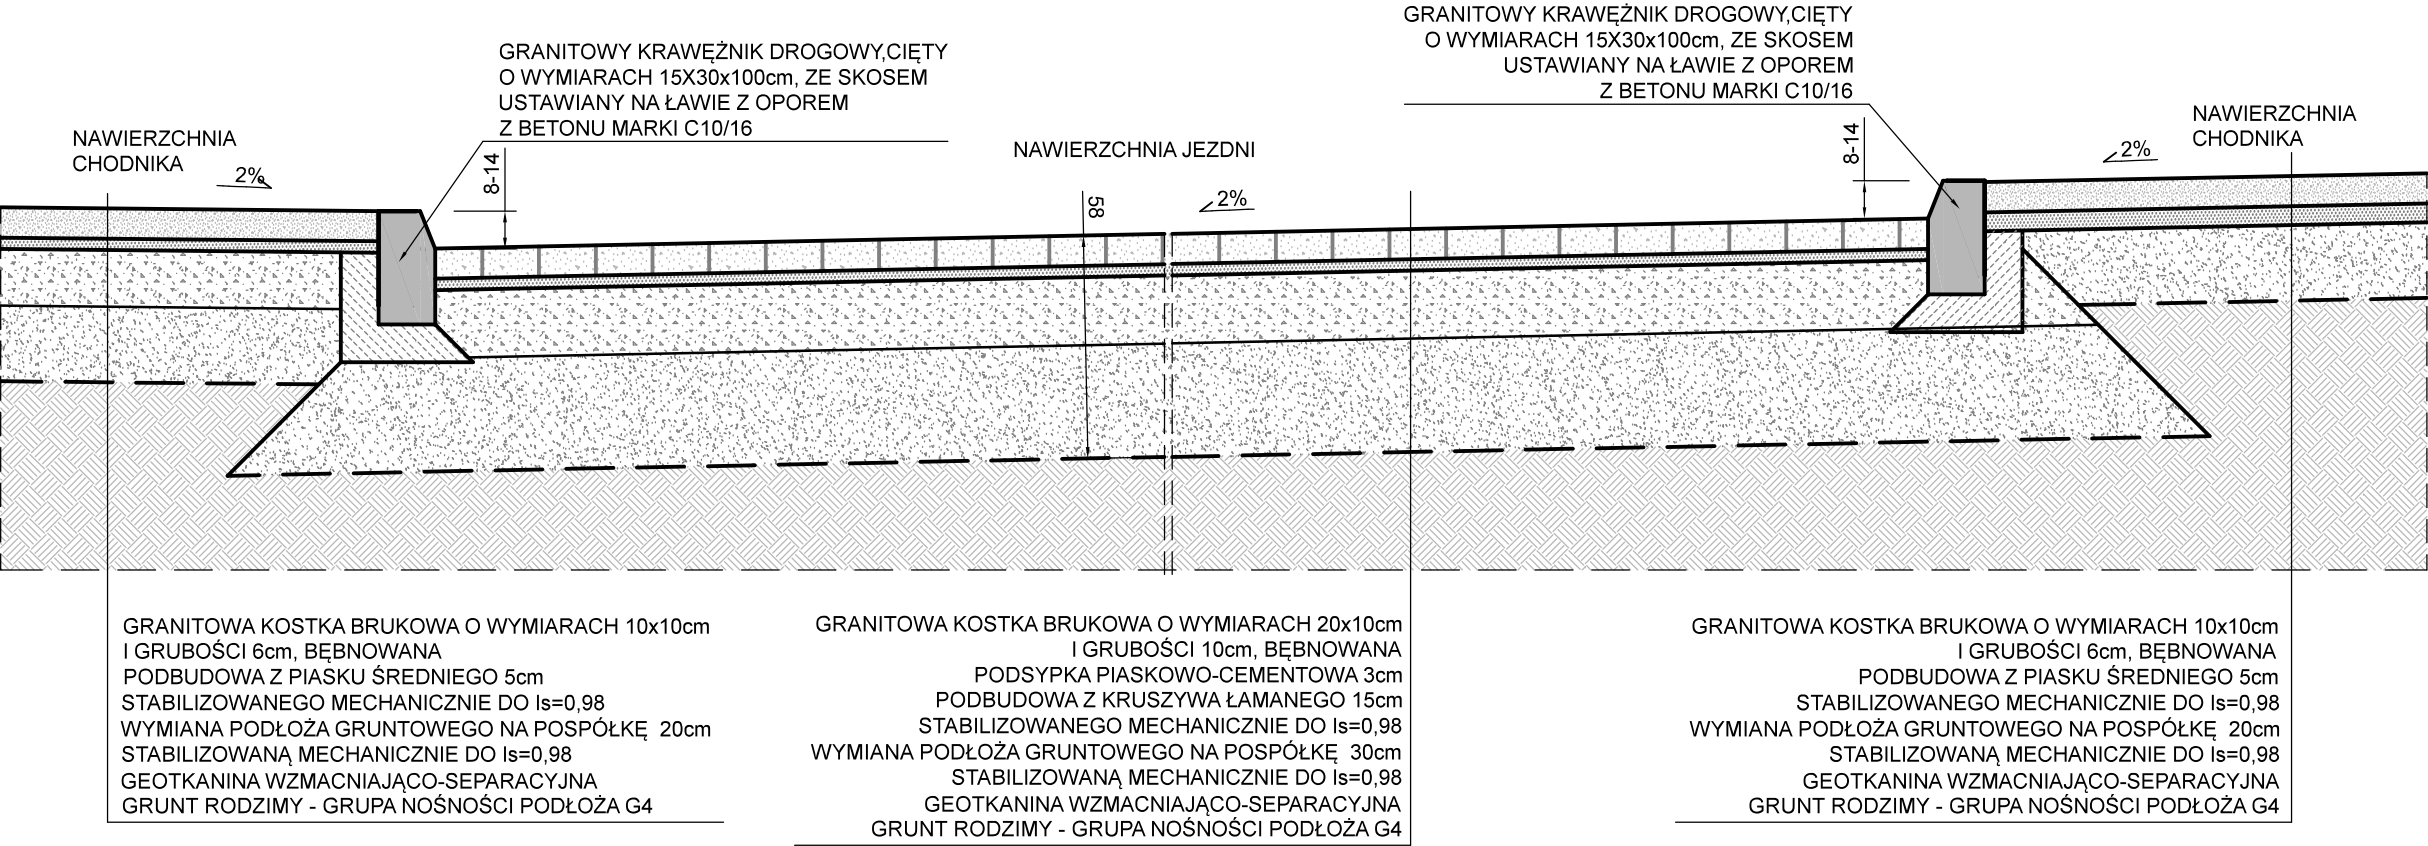 GRANITOWY KRAWĘŻNIK DROGOWY,CIĘTY
O WYMIARACH 15X30x100cm, ZE SKOSEM
USTAWIANY NA ŁAWIE Z OPOREM
Z BETONU MARKI C10/16
GRANITOWY KRAWĘŻNIK DROGOWY,CIĘTY
O WYMIARACH 15X30x100cm, ZE SKOSEM
USTAWIANY NA ŁAWIE Z OPOREM
Z BETONU MARKI C10/16
NAWIERZCHNIA
CHODNIKA
2%
8-14
NAWIERZCHNIA JEZDNI
58
2%
8-14
2%
NAWIERZCHNIA
CHODNIKA
GRANITOWA KOSTKA BRUKOWA O WYMIARACH 10x10cm
I GRUBOŚCI 6cm, BĘBNOWANA
PODBUDOWA Z PIASKU ŚREDNIEGO 5cm
STABILIZOWANEGO MECHANICZNIE DO Is=0,98
WYMIANA PODŁOŻA GRUNTOWEGO NA POSPÓŁKĘ 20cm
STABILIZOWANĄ MECHANICZNIE DO Is=0,98
GEOTKANINA WZMACNIAJĄCO-SEPARACYJNA
GRUNT RODZIMY - GRUPA NOŚNOŚCI PODŁOŻA G4
GRANITOWA KOSTKA BRUKOWA O WYMIARACH 20x10cm
I GRUBOŚCI 10cm, BĘBNOWANA
PODSYPKA PIASKOWO-CEMENTOWA 3cm
PODBUDOWA Z KRUSZYWA ŁAMANEGO 15cm
STABILIZOWANEGO MECHANICZNIE DO Is=0,98
WYMIANA PODŁOŻA GRUNTOWEGO NA POSPÓŁKĘ 30cm
STABILIZOWANĄ MECHANICZNIE DO Is=0,98
GEOTKANINA WZMACNIAJĄCO-SEPARACYJNA
GRUNT RODZIMY - GRUPA NOŚNOŚCI PODŁOŻA G4
GRANITOWA KOSTKA BRUKOWA O WYMIARACH 10x10cm
I GRUBOŚCI 6cm, BĘBNOWANA
PODBUDOWA Z PIASKU ŚREDNIEGO 5cm
STABILIZOWANEGO MECHANICZNIE DO Is=0,98
WYMIANA PODŁOŻA GRUNTOWEGO NA POSPÓŁKĘ 20cm
STABILIZOWANĄ MECHANICZNIE DO Is=0,98
GEOTKANINA WZMACNIAJĄCO-SEPARACYJNA
GRUNT RODZIMY - GRUPA NOŚNOŚCI PODŁOŻA G4